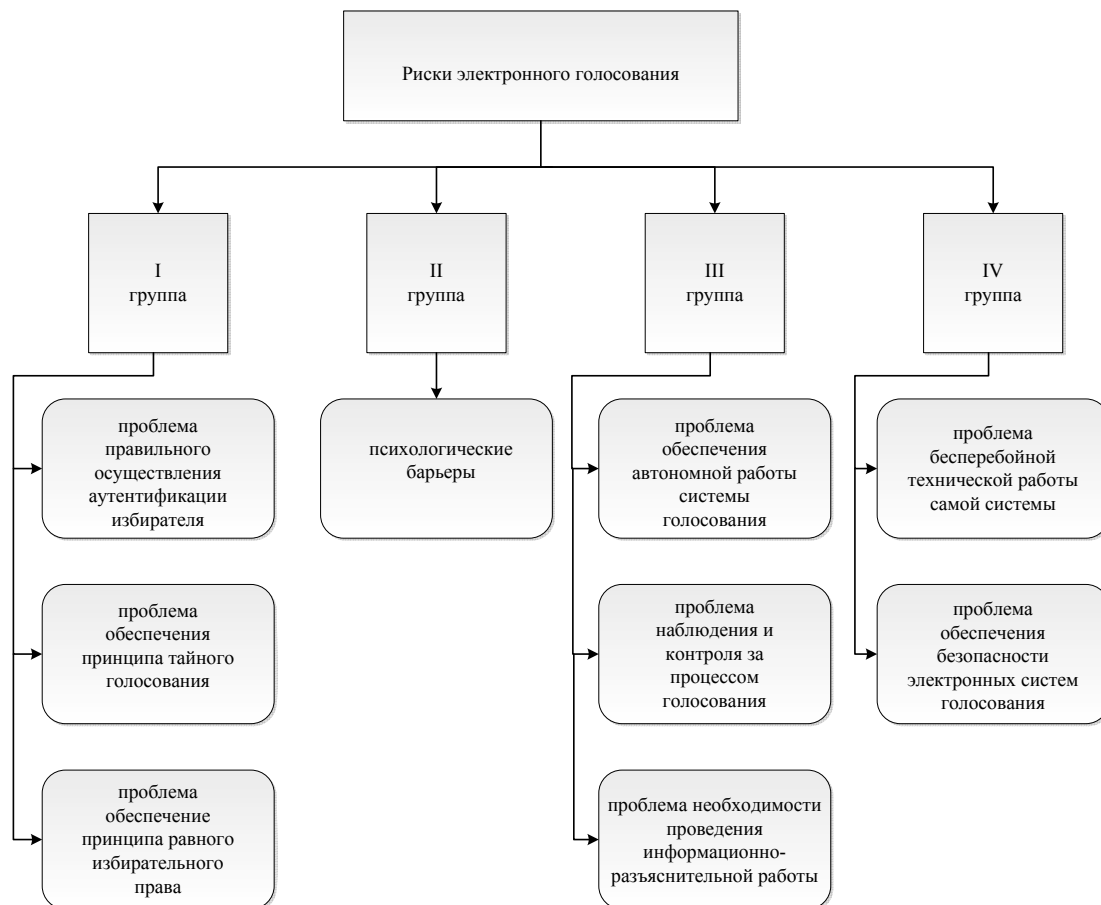 Риски электронного голосования
I
группа
II
группа
III
группа
IV
группа
проблема
правильного
осуществления
аутентификации
избирателя
психологические
барьеры
проблема
обеспечения
автономной работы
системы
голосования
проблема
бесперебойной
технической работы
самой системы
проблема
обеспечения
принципа тайного
голосования
проблема
наблюдения и
контроля за
процессом
голосования
проблема
обеспечения
безопасности
электронных систем
голосования
проблема
обеспечение
принципа равного
избирательного
права
проблема необходимости
проведения
информационно-
разъяснительной работы